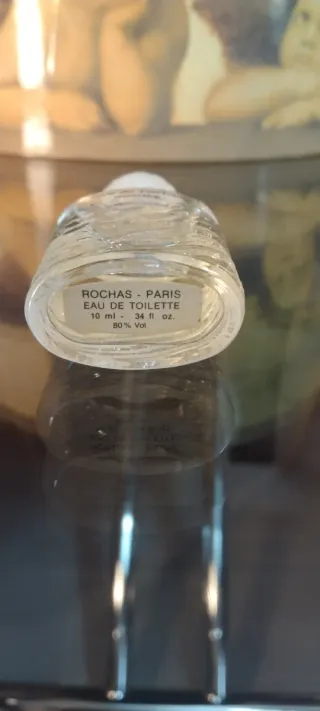 ROCHAS - PARIS
EAU DE TOILETTE
10 ml - 34 fl oz.
80% Vol